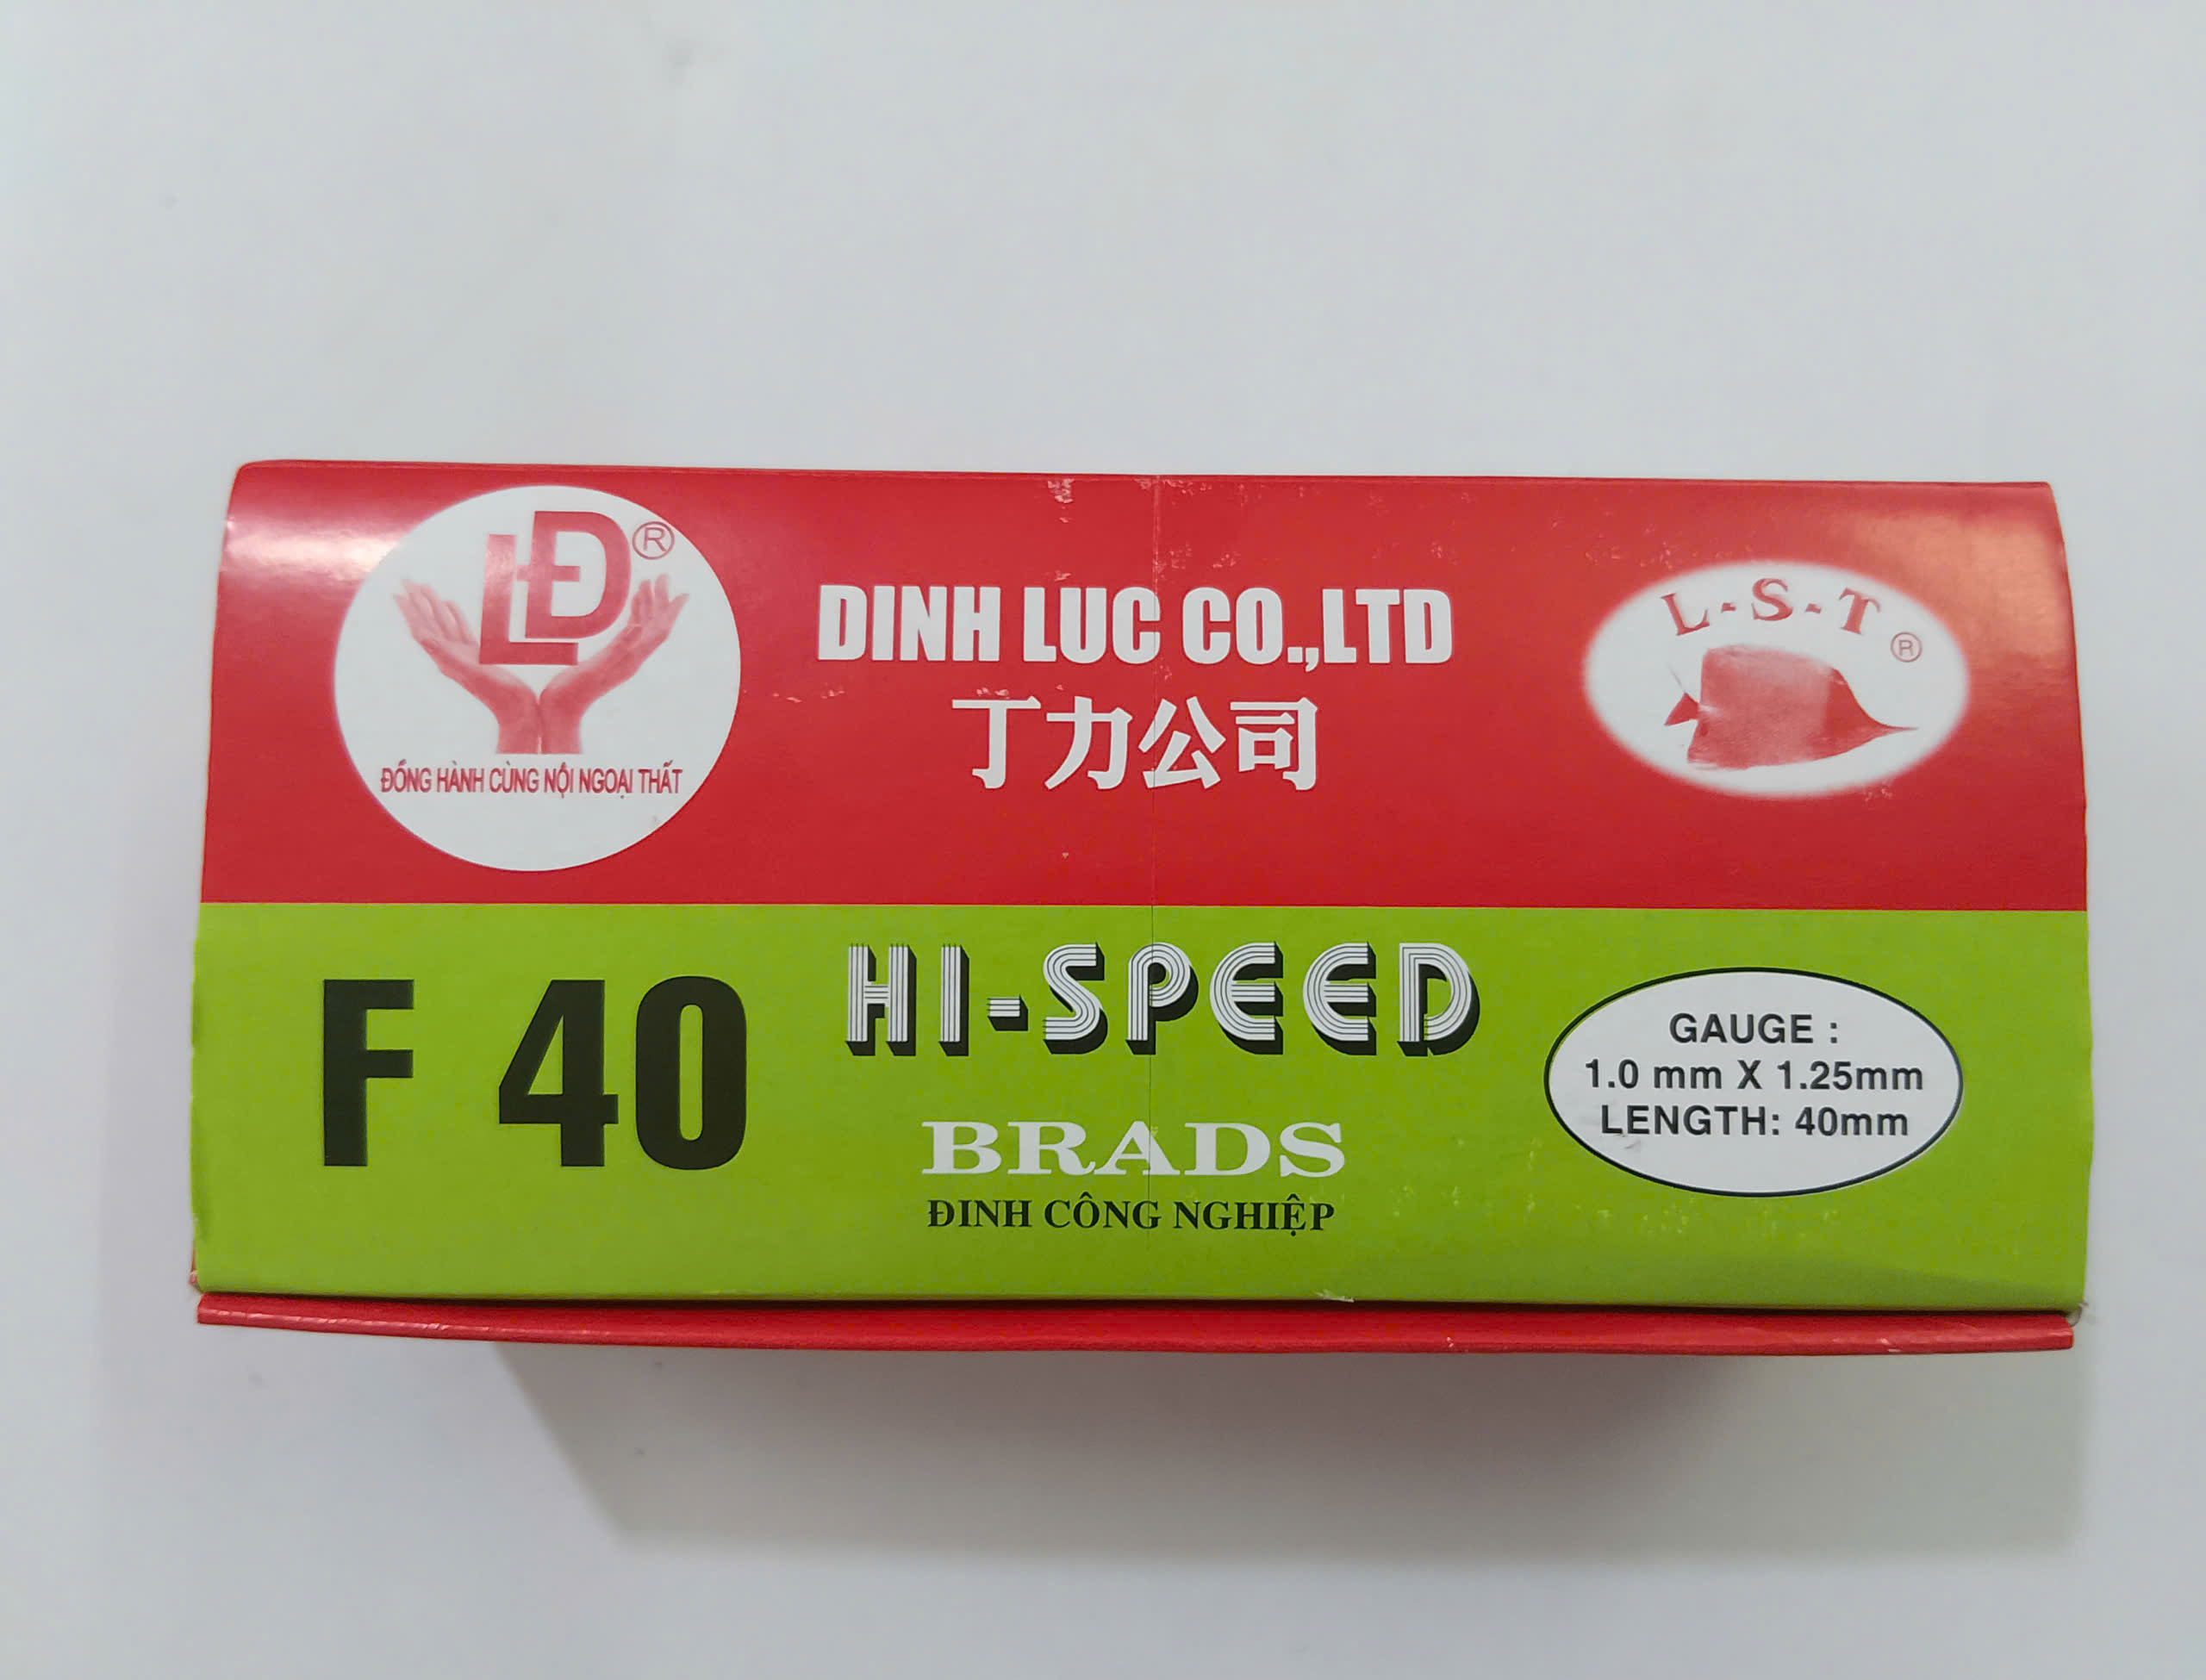 LĐ®
ĐỒNG HÀNH CÙNG NỘI NGOẠI THẤT
DINH LUC CO.,LTD
丁力公司
L-S-T®
F 40
HI-SPEED
BRADS
ĐINH CÔNG NGHIỆP
GAUGE :
1.0 mm X 1.25mm
LENGTH: 40mm